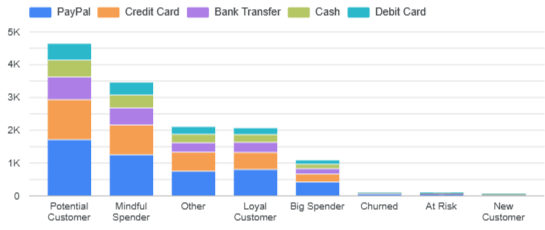 PayPal Credit Card Bank Transfer Cash Debit Card
5K
4K
3K
2K
1K
0
Potential Customer
Mindful Spender
Other
Loyal Customer
Big Spender
Churned
At Risk
New Customer